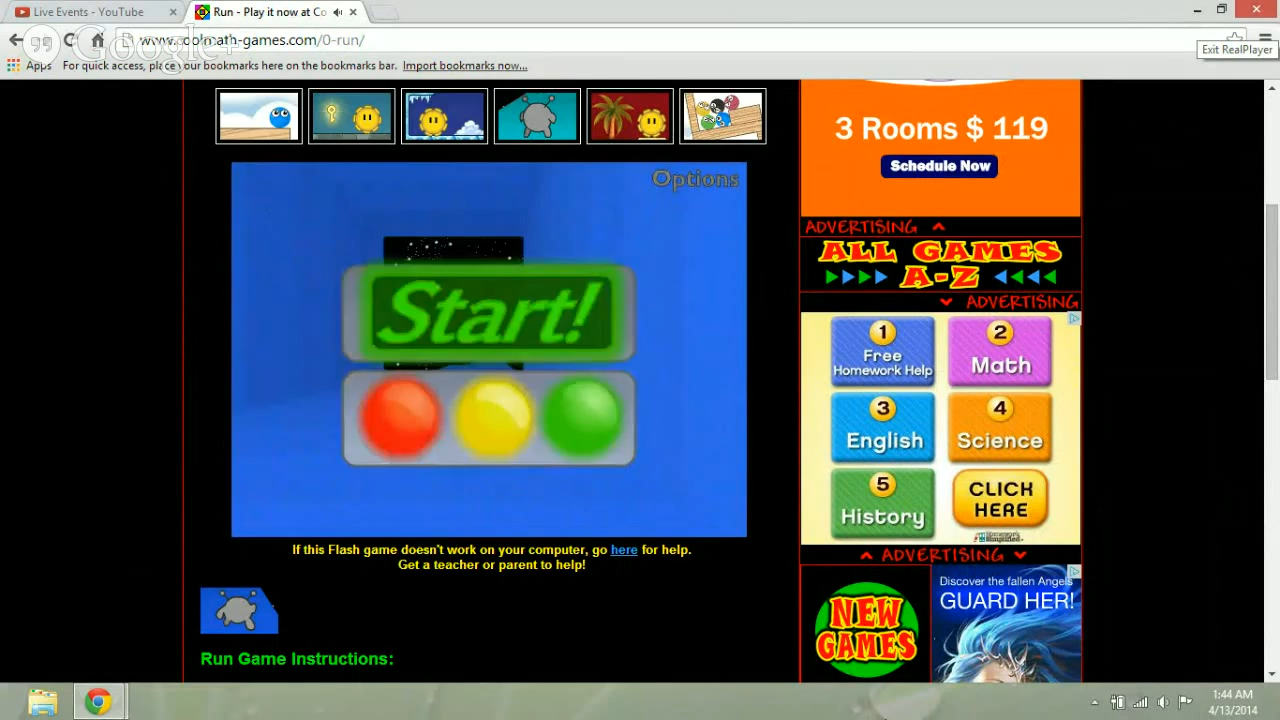 Live Events - YouTube
Run - Play it now at Co
Google+
www.coolmath-games.com/0-run/
Exit RealPlayer
Apps
For quick access, place your bookmarks here on the bookmarks bar. Import bookmarks now...
3 Rooms $ 119
Schedule Now
Options
ADVERTISING
ALL GAMES
A-Z
ADVERTISING
Start!
1
Free
Homework Help
2
Math
3
English
4
Science
5
History
CLICK
HERE
If this Flash game doesn't work on your computer, go here for help.
Get a teacher or parent to help!
ADVERTISING
NEW
GAMES
Discover the fallen Angels
GUARD HER!
Run Game Instructions:
1:44 AM
4/13/2014